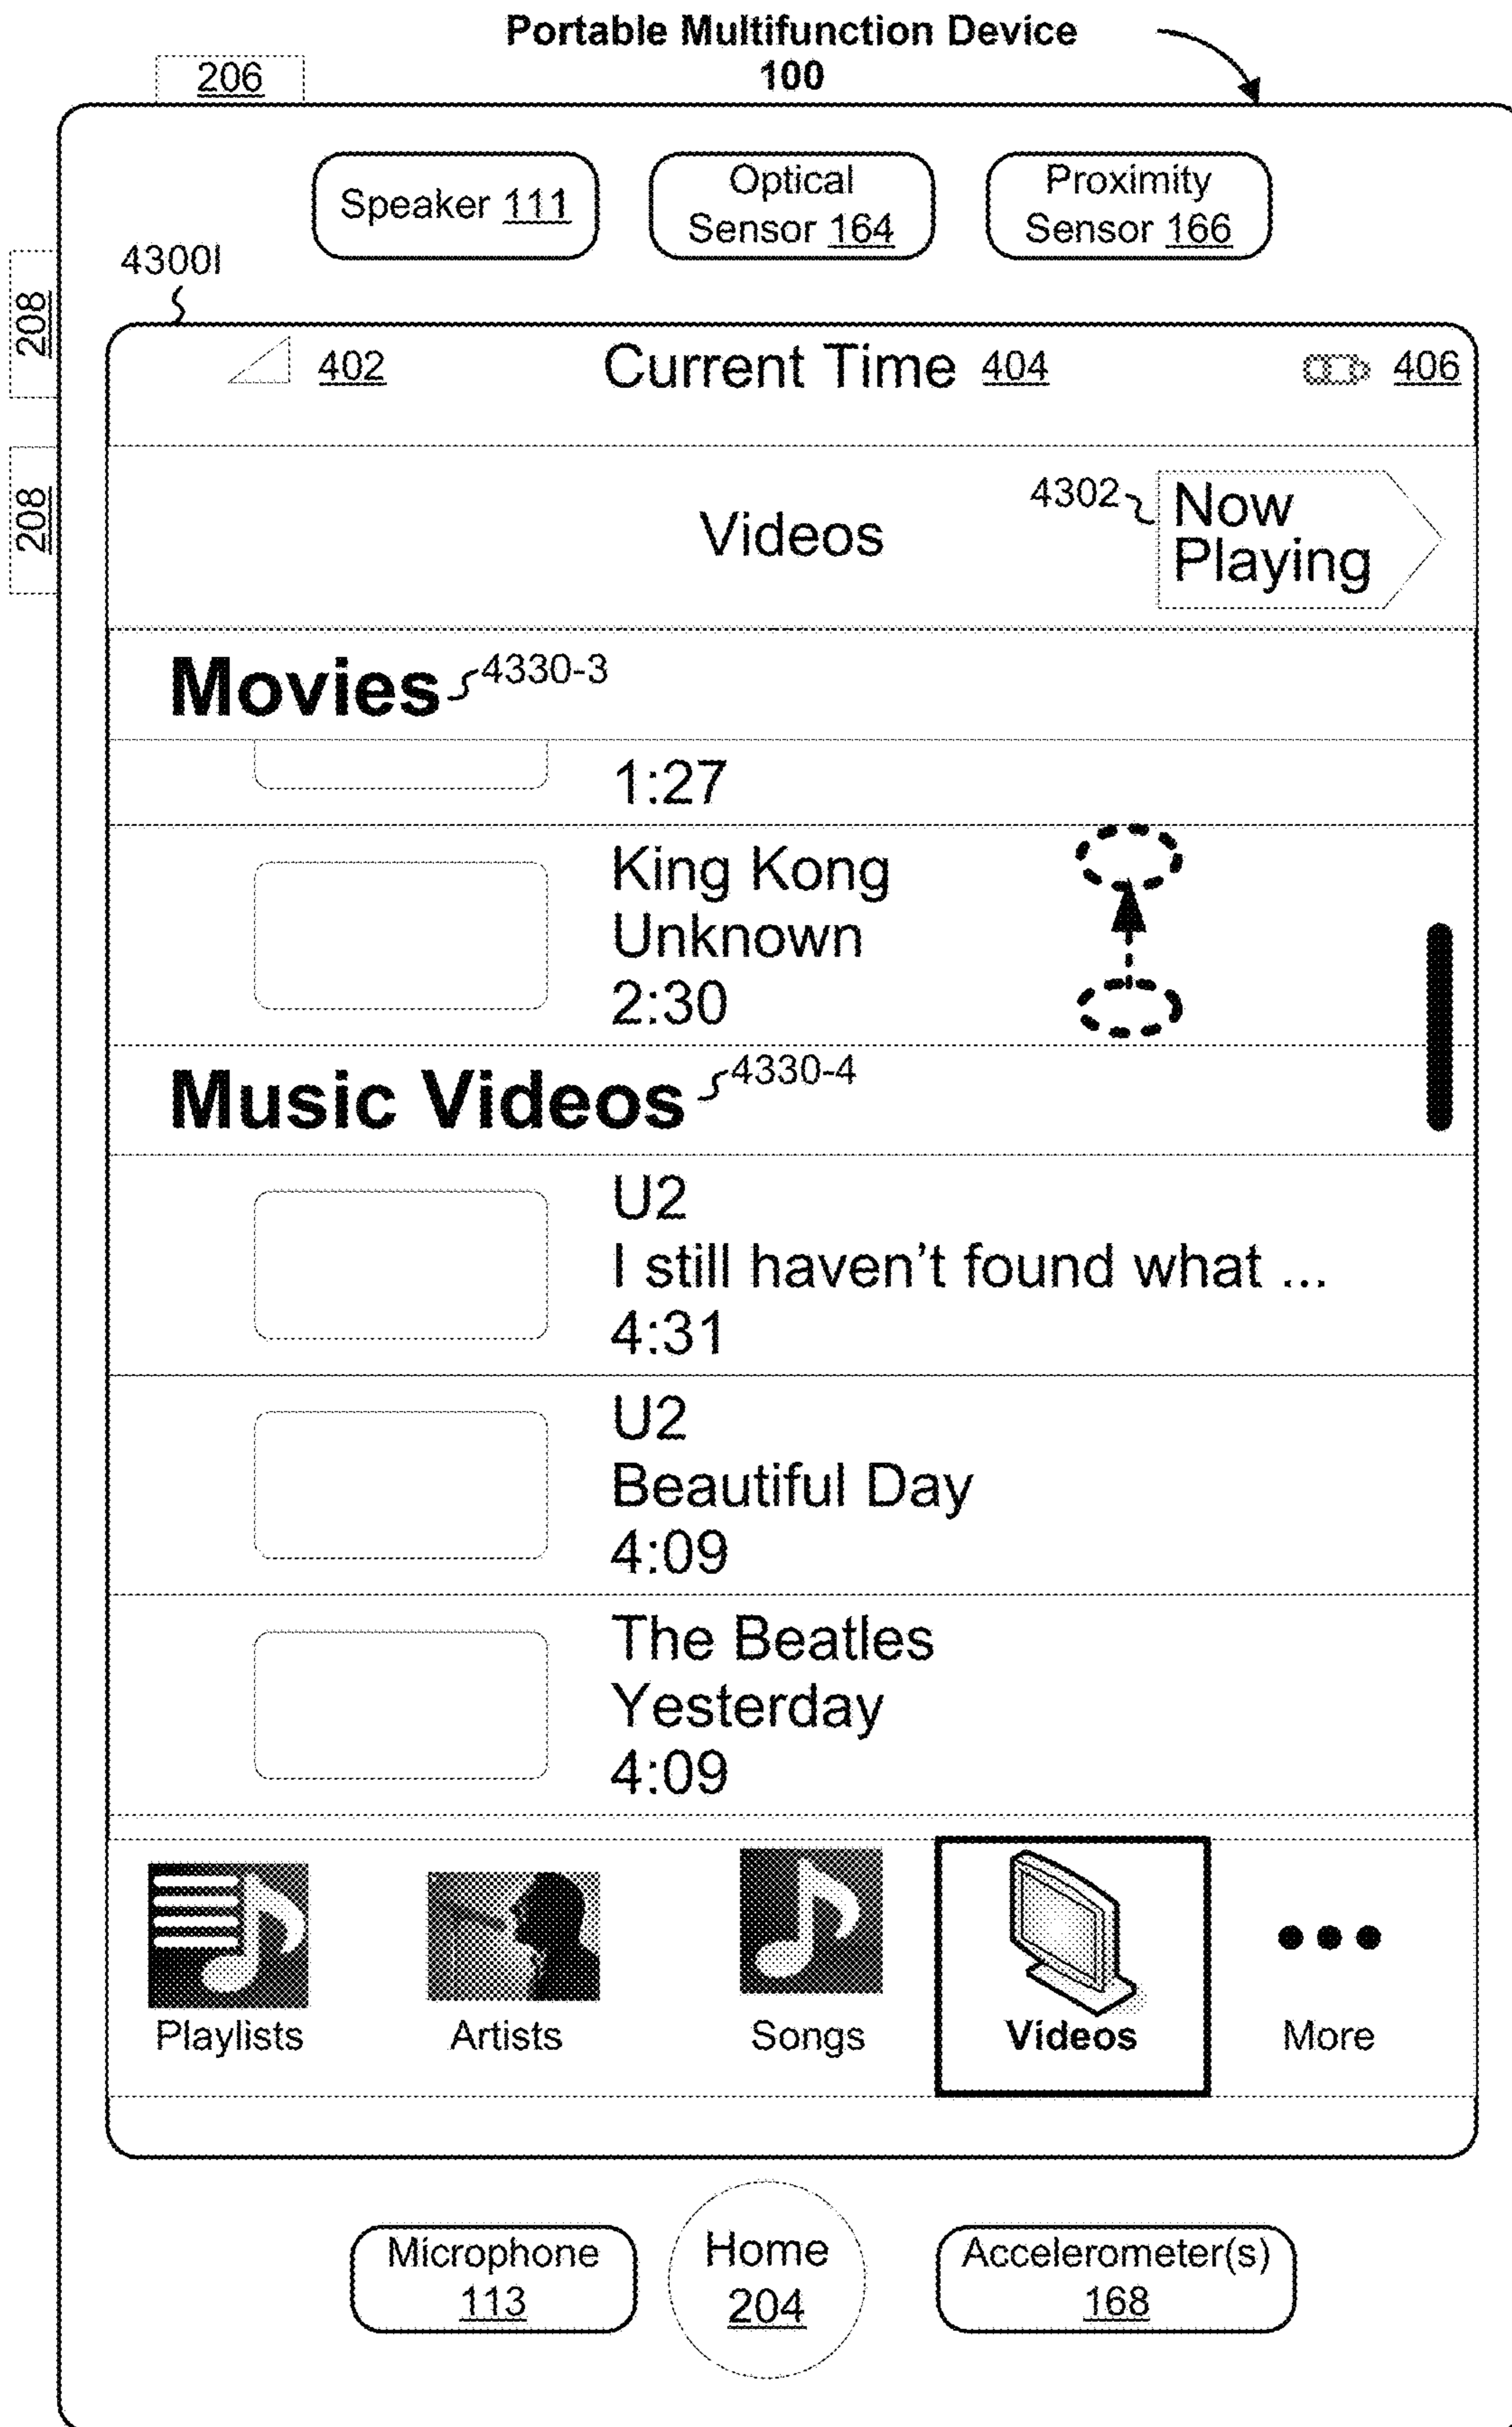 Portable Multifunction Device
100
206
Speaker 111
Optical
Sensor 164
Proximity
Sensor 166
4300I
208
208
402
Current Time 404
406
Videos
4302
Now
Playing
Movies
4330-3
1:27
King Kong
Unknown
2:30
Music Videos
4330-4
U2
I still haven't found what ...
4:31
U2
Beautiful Day
4:09
The Beatles
Yesterday
4:09
Playlists
Artists
Songs
Videos
More
Microphone
113
Home
204
Accelerometer(s)
168